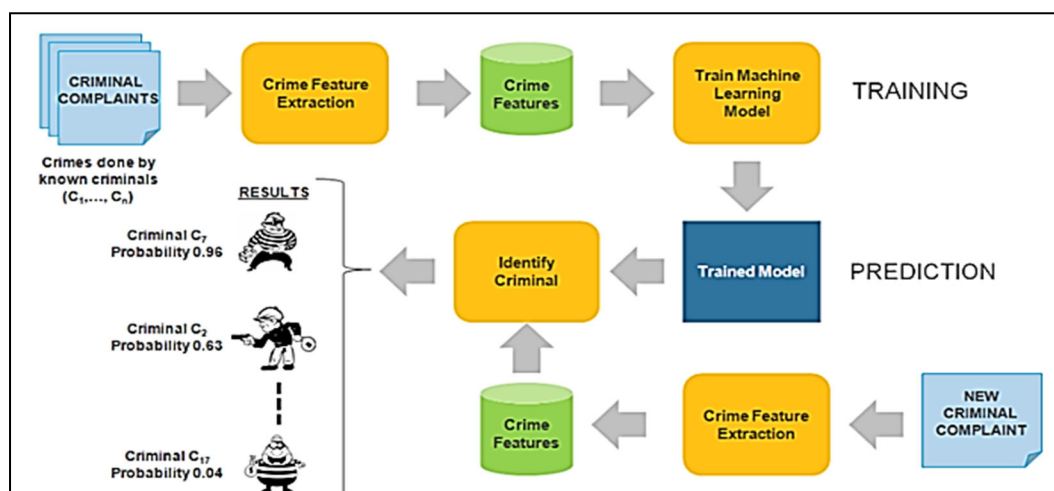 CRIMINAL
COMPLAINTS
Crime Feature
Extraction
Crime
Features
Train Machine
Learning
Model
TRAINING
Crimes done by
known criminals
(C₁,..., Cₙ)
RESULTS
Criminal C₇
Probability 0.96
Identify
Criminal
Trained Model
PREDICTION
Criminal C₂
Probability 0.63
Crime
Features
Crime Feature
Extraction
NEW
CRIMINAL
COMPLAINT
Criminal C₁₇
Probability 0.04